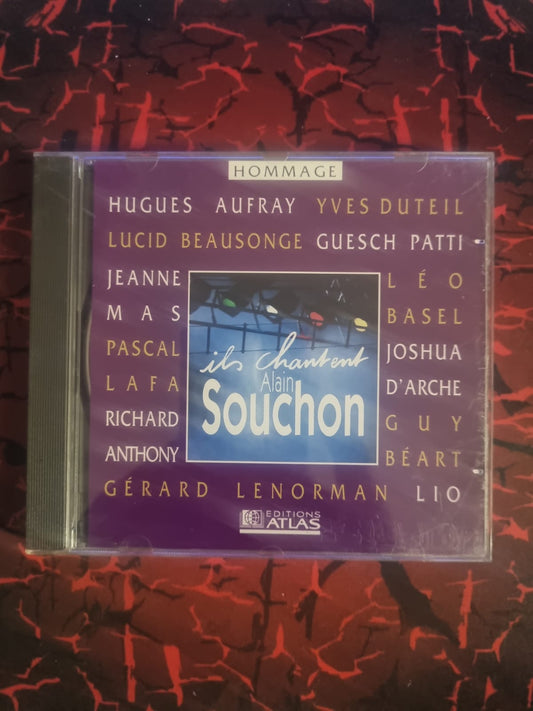 HOMMAGE
HUGUES AUFRAY YVES DUTEIL
LUCID BEAUSONGE GUESCH PATTI
JEANNE
MAS
PASCAL
LAFA
RICHARD
ANTHONY
ils chantent
Alain
Souchon
LÉO
BASEL
JOSHUA
D'ARCHE
GUY
BÉART
GÉRARD LENORMAN LIO
EDITIONS
ATLAS